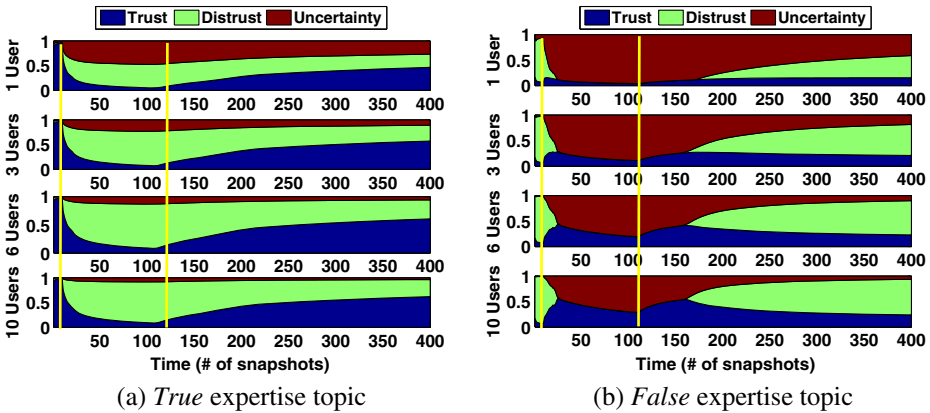 Trust Distrust Uncertainty
1 User
1
0.5
0
50 100 150 200 250 300 350 400
3 Users
1
0.5
0
50 100 150 200 250 300 350 400
6 Users
1
0.5
0
50 100 150 200 250 300 350 400
10 Users
1
0.5
0
50 100 150 200 250 300 350 400
Time (# of snapshots)
(a) True expertise topic
Trust Distrust Uncertainty
1 User
1
0.5
0
50 100 150 200 250 300 350 400
3 Users
1
0.5
0
50 100 150 200 250 300 350 400
6 Users
1
0.5
0
50 100 150 200 250 300 350 400
10 Users
1
0.5
0
50 100 150 200 250 300 350 400
Time (# of snapshots)
(b) False expertise topic